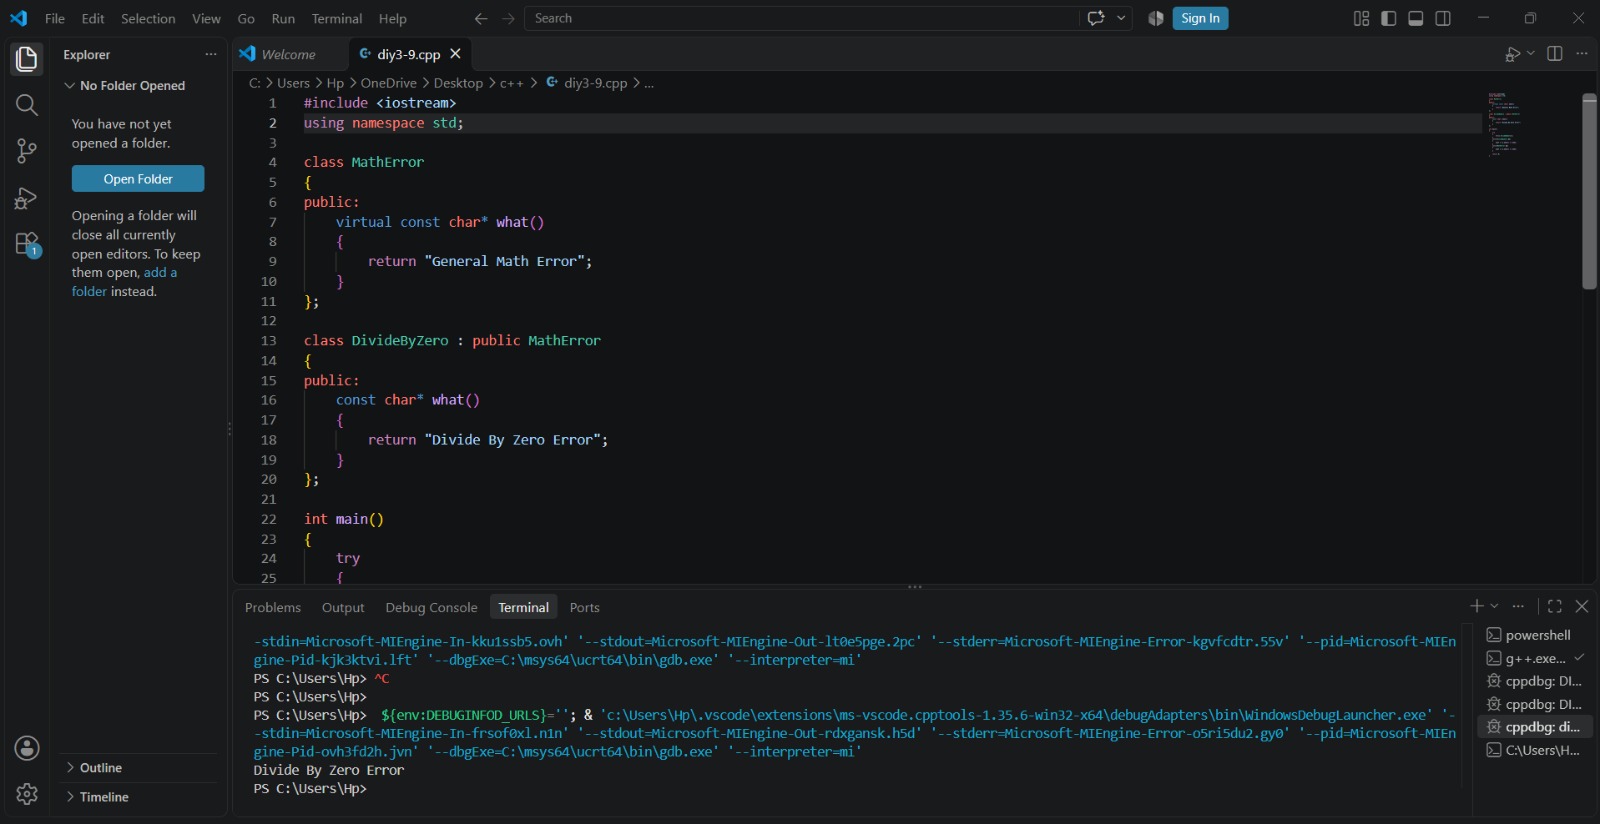 File Edit Selection View Go Run Terminal Help Search Sign In
Explorer
No Folder Opened
You have not yet
opened a folder.
Open Folder
Opening a folder will
close all currently
open editors. To keep
them open, add a
folder instead.
Outline
Timeline
1
Welcome diy3-9.cpp
C: > Users > Hp > OneDrive > Desktop > c++ > diy3-9.cpp > ...
1 #include <iostream>
2 using namespace std;
3
4 class MathError
5 {
6 public:
7 virtual const char* what()
8 {
9 return "General Math Error";
10 }
11 };
12
13 class DivideByZero : public MathError
14 {
15 public:
16 const char* what()
17 {
18 return "Divide By Zero Error";
19 }
20 };
21
22 int main()
23 {
24 try
25 {
Problems Output Debug Console Terminal Ports
-stdin=Microsoft-MIEngine-In-kku1ssb5.ovh' '--stdout=Microsoft-MIEngine-Out-lt0e5pge.2pc' '--stderr=Microsoft-MIEngine-Error-kgvfcdtr.55v' '--pid=Microsoft-MIEn
gine-Pid-kjk3ktvi.lft' '--dbgExe=C:\msys64\ucrt64\bin\gdb.exe' '--interpreter=mi'
PS C:\Users\Hp> ^C
PS C:\Users\Hp>
PS C:\Users\Hp> ${env:DEBUGINFOD_URLS}=''; & 'c:\Users\Hp\.vscode\extensions\ms-vscode.cpptools-1.35.6-win32-x64\debugAdapters\bin\WindowsDebugLauncher.exe' '-
-stdin=Microsoft-MIEngine-In-frsof0xl.n1n' '--stdout=Microsoft-MIEngine-Out-rdxgansk.h5d' '--stderr=Microsoft-MIEngine-Error-o5ri5du2.gy0' '--pid=Microsoft-MIEn
gine-Pid-ovh3fd2h.jvn' '--dbgExe=C:\msys64\ucrt64\bin\gdb.exe' '--interpreter=mi'
Divide By Zero Error
PS C:\Users\Hp>
powershell
g++.exe...
cppdbg: DI...
cppdbg: DI...
cppdbg: di...
C:\Users\H...